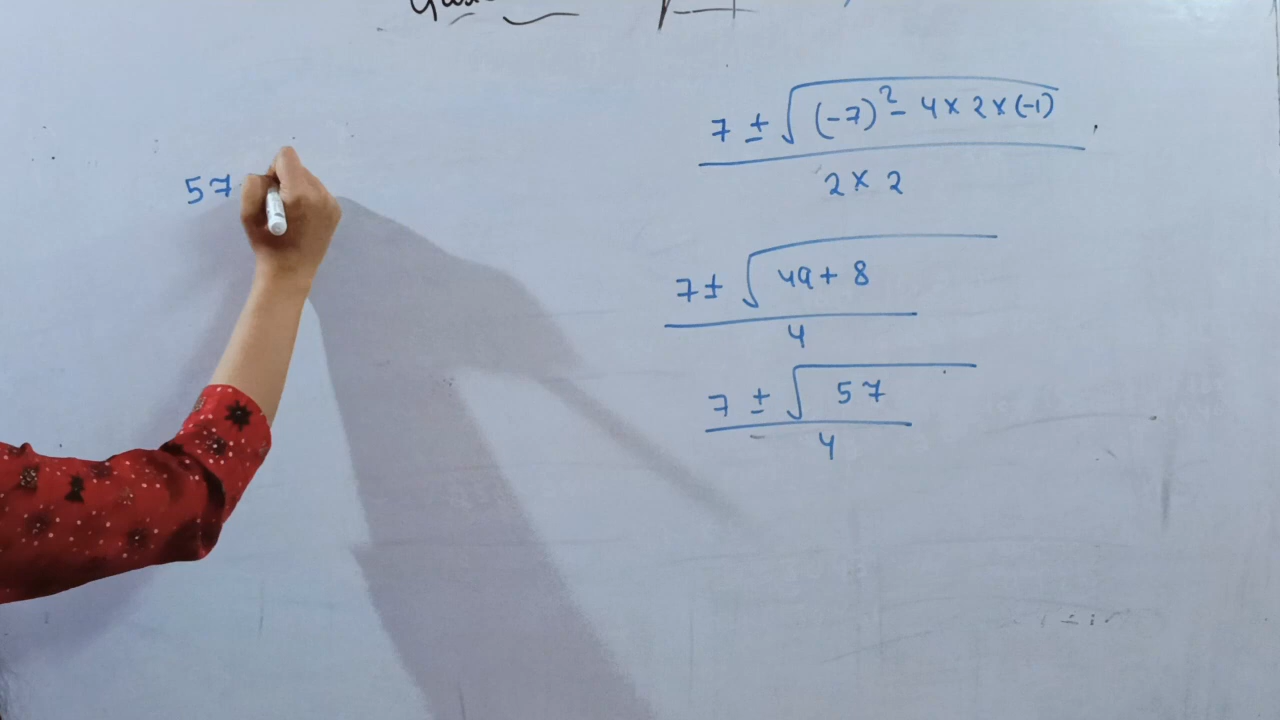 7 ± √(-7)² - 4 × 2 × (-1)
2 × 2
57
7 ± √49 + 8
4
7 ± √57
4